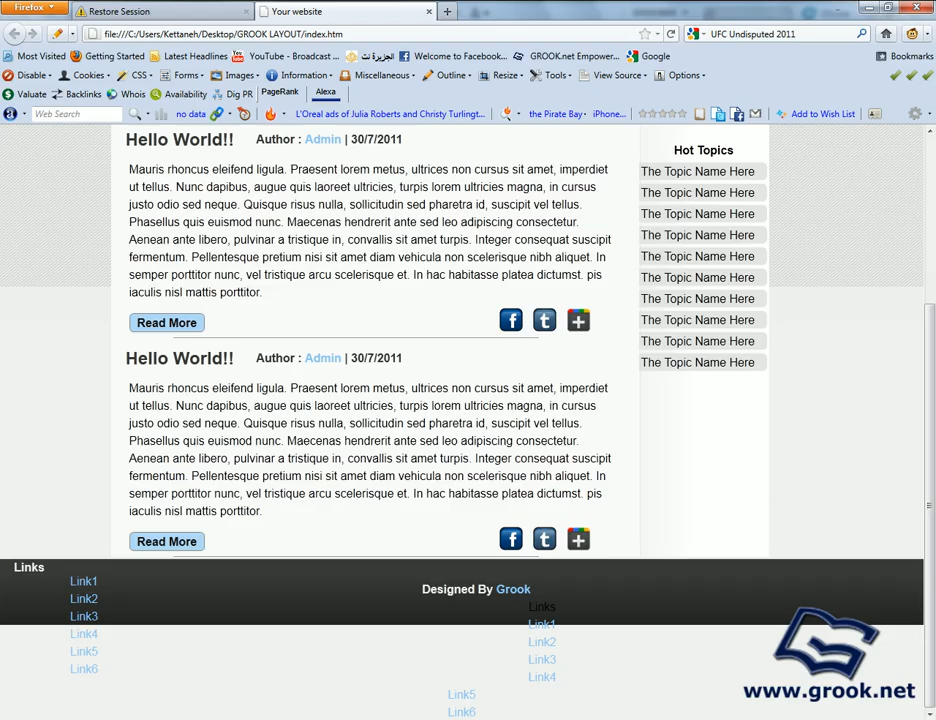 Firefox
Restore Session
Your website
file:///C:/Users/Kettaneh/Desktop/GROOK LAYOUT/index.htm
UFC Undisputed 2011
Most Visited
Getting Started
Latest Headlines
YouTube - Broadcast ...
الجزيرة نت
Welcome to Facebook...
GROOK.net Empower...
Google
Bookmarks
Disable
Cookies
CSS
Forms
Images
Information
Miscellaneous
Outline
Resize
Tools
View Source
Options
Valuate
Backlinks
Whois
Availability
Dig PR
PageRank
Alexa
Web Search
no data
L'Oreal ads of Julia Roberts and Christy Turlingt...
the Pirate Bay
iPhone...
Add to Wish List
Hello World!!
Author : Admin | 30/7/2011
Mauris rhoncus eleifend ligula. Praesent lorem metus, ultrices non cursus sit amet, imperdiet
ut tellus. Nunc dapibus, augue quis laoreet ultricies, turpis lorem ultricies magna, in cursus
justo odio sed neque. Quisque risus nulla, sollicitudin sed pharetra id, suscipit vel tellus.
Phasellus quis euismod nunc. Maecenas hendrerit ante sed leo adipiscing consectetur.
Aenean ante libero, pulvinar a tristique in, convallis sit amet turpis. Integer consequat suscipit
fermentum. Pellentesque pretium nisi sit amet diam vehicula non scelerisque nibh aliquet. In
semper porttitor nunc, vel tristique arcu scelerisque et. In hac habitasse platea dictumst. pis
iaculis nisl mattis porttitor.
Read More
Hello World!!
Author : Admin | 30/7/2011
Mauris rhoncus eleifend ligula. Praesent lorem metus, ultrices non cursus sit amet, imperdiet
ut tellus. Nunc dapibus, augue quis laoreet ultricies, turpis lorem ultricies magna, in cursus
justo odio sed neque. Quisque risus nulla, sollicitudin sed pharetra id, suscipit vel tellus.
Phasellus quis euismod nunc. Maecenas hendrerit ante sed leo adipiscing consectetur.
Aenean ante libero, pulvinar a tristique in, convallis sit amet turpis. Integer consequat suscipit
fermentum. Pellentesque pretium nisi sit amet diam vehicula non scelerisque nibh aliquet. In
semper porttitor nunc, vel tristique arcu scelerisque et. In hac habitasse platea dictumst. pis
iaculis nisl mattis porttitor.
Read More
Hot Topics
The Topic Name Here
The Topic Name Here
The Topic Name Here
The Topic Name Here
The Topic Name Here
The Topic Name Here
The Topic Name Here
The Topic Name Here
The Topic Name Here
The Topic Name Here
Links
Link1
Link2
Link3
Link4
Link5
Link6
Designed By Grook
Links
Link1
Link2
Link3
Link4
Link5
Link6
www.grook.net